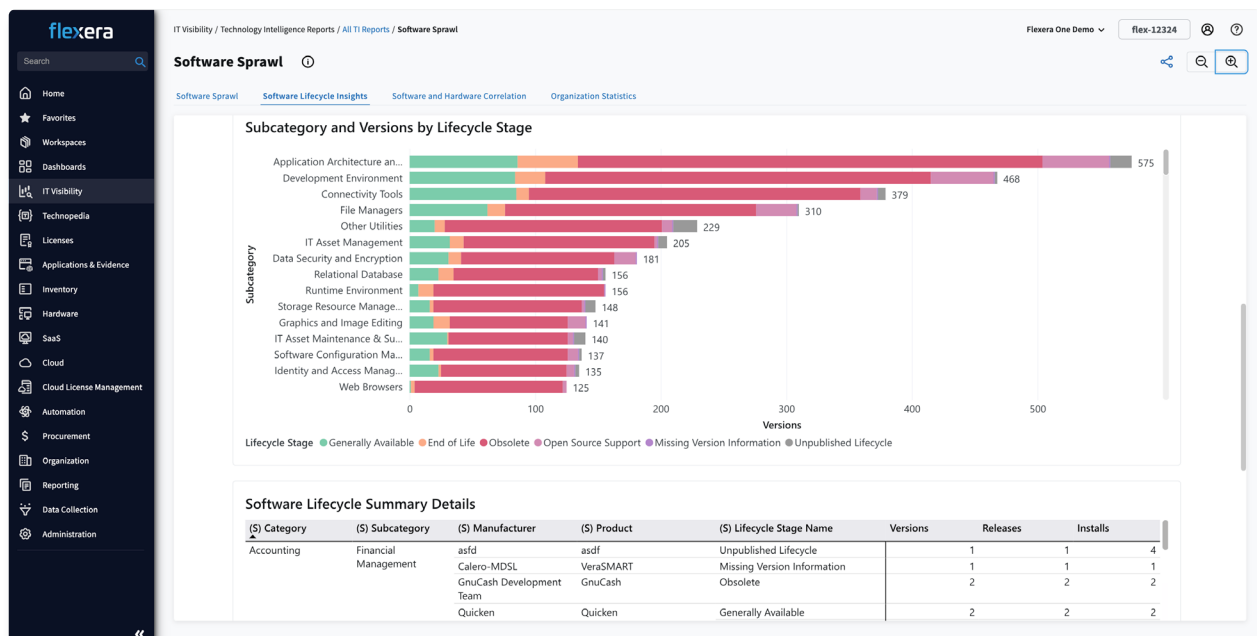 flexera
Search
Home
Favorites
Workspaces
Dashboards
IT Visibility
Technopedia
Licenses
Applications & Evidence
Inventory
Hardware
SaaS
Cloud
Cloud License Management
Automation
Procurement
Organization
Reporting
Data Collection
Administration
IT Visibility / Technology Intelligence Reports / All TI Reports / Software Sprawl
Flexera One Demo
flex-12324
Software Sprawl
Software Sprawl Software Lifecycle Insights Software and Hardware Correlation Organization Statistics
Subcategory and Versions by Lifecycle Stage
Subcategory
Application Architecture an... 575
Development Environment 468
Connectivity Tools 379
File Managers 310
Other Utilities 229
IT Asset Management 205
Data Security and Encryption 181
Relational Database 156
Runtime Environment 156
Storage Resource Manage... 148
Graphics and Image Editing 141
IT Asset Maintenance & Su... 140
Software Configuration Ma... 137
Identity and Access Manag... 135
Web Browsers 125
0 100 200 300 400 500
Versions
Lifecycle Stage Generally Available End of Life Obsolete Open Source Support Missing Version Information Unpublished Lifecycle
Software Lifecycle Summary Details
(S) Category (S) Subcategory (S) Manufacturer (S) Product (S) Lifecycle Stage Name Versions Releases Installs
Accounting Financial Management asfd asdf Unpublished Lifecycle 1 1 4
Calero-MDSL VeraSMART Missing Version Information 1 1 1
GnuCash Development Team GnuCash Obsolete 2 2 2
Quicken Quicken Generally Available 2 2 2